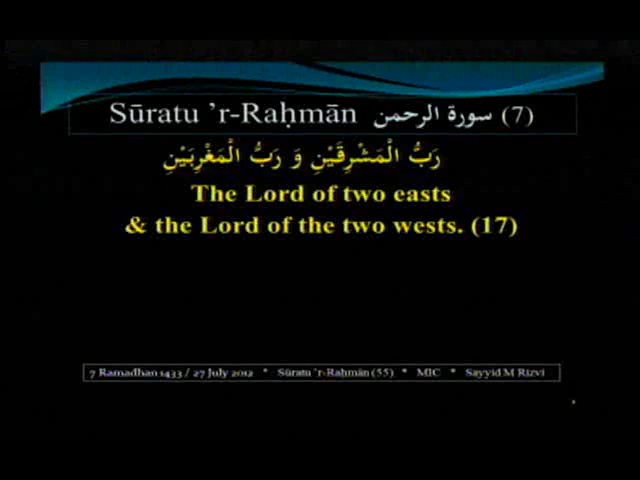 Sūratu ’r-Raḥmān سورة الرحمن (7)
رَبُّ الْمَشْرِقَيْنِ وَ رَبُّ الْمَغْرِبَيْنِ
The Lord of two easts
& the Lord of the two wests. (17)
7 Ramadhan 1433 / 27 July 2012 * Sūratu ’r-Raḥmān (55) * MIC * Sayyid M Rizvi